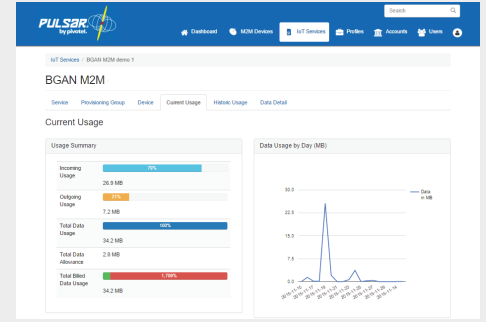 PULSAR.
by pivotel.
Search
Dashboard
M2M Devices
IoT Services
Profiles
Accounts
Users
IoT Services / BGAN M2M demo 1
BGAN M2M
Service
Provisioning Group
Device
Current Usage
Historic Usage
Data Detail
Current Usage
Usage Summary
Incoming
Usage
26.9 MB
Outgoing
Usage
21%
7.2 MB
Total Data
Usage
100%
34.2 MB
Total Data
Allowance
2.0 MB
Total Billed
Data Usage
1,709%
34.2 MB
Data Usage by Day (MB)
30.0
22.5
15.0
7.5
0.0
Data
in MB